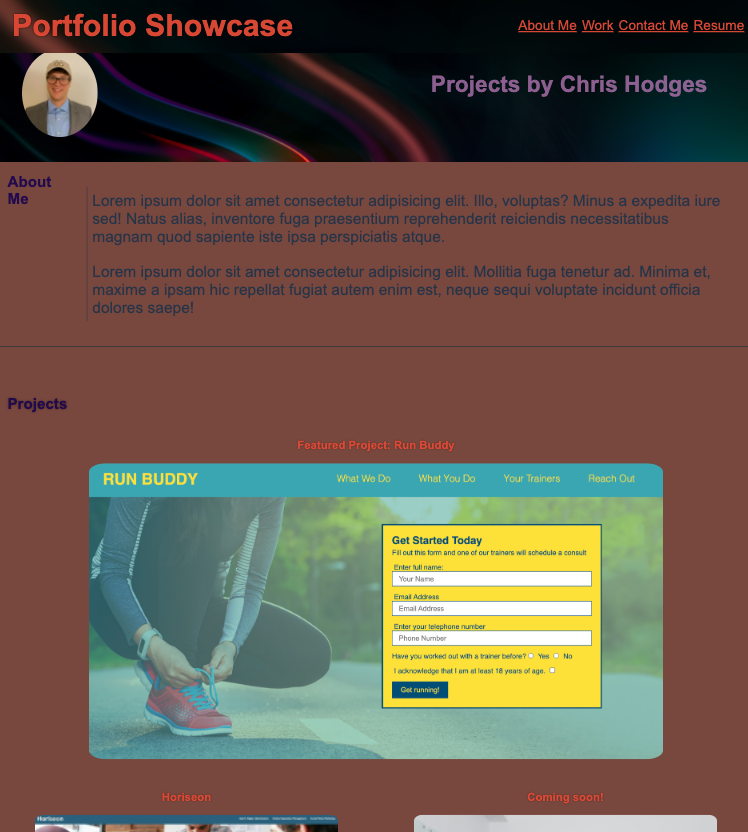 Portfolio Showcase
About Me Work Contact Me Resume
Projects by Chris Hodges
About
Me
Lorem ipsum dolor sit amet consectetur adipisicing elit. Illo, voluptas? Minus a expedita iure
sed! Natus alias, inventore fuga praesentium reprehenderit reiciendis necessitatibus
magnam quod sapiente iste ipsa perspiciatis atque.
Lorem ipsum dolor sit amet consectetur adipisicing elit. Mollitia fuga tenetur ad. Minima et,
maxime a ipsam hic repellat fugiat autem enim est, neque sequi voluptate incidunt officia
dolores saepe!
Projects
Featured Project: Run Buddy
RUN BUDDY
What We Do What You Do Your Trainers Reach Out
Get Started Today
Fill out this form and one of our trainers will schedule a consult
Enter full name:
Your Name
Email Address
Email Address
Enter your telephone number
Phone Number
Have you worked out with a trainer before? Yes No
I acknowledge that I am at least 18 years of age.
Get running!
Horiseon
Coming soon!
Horiseon